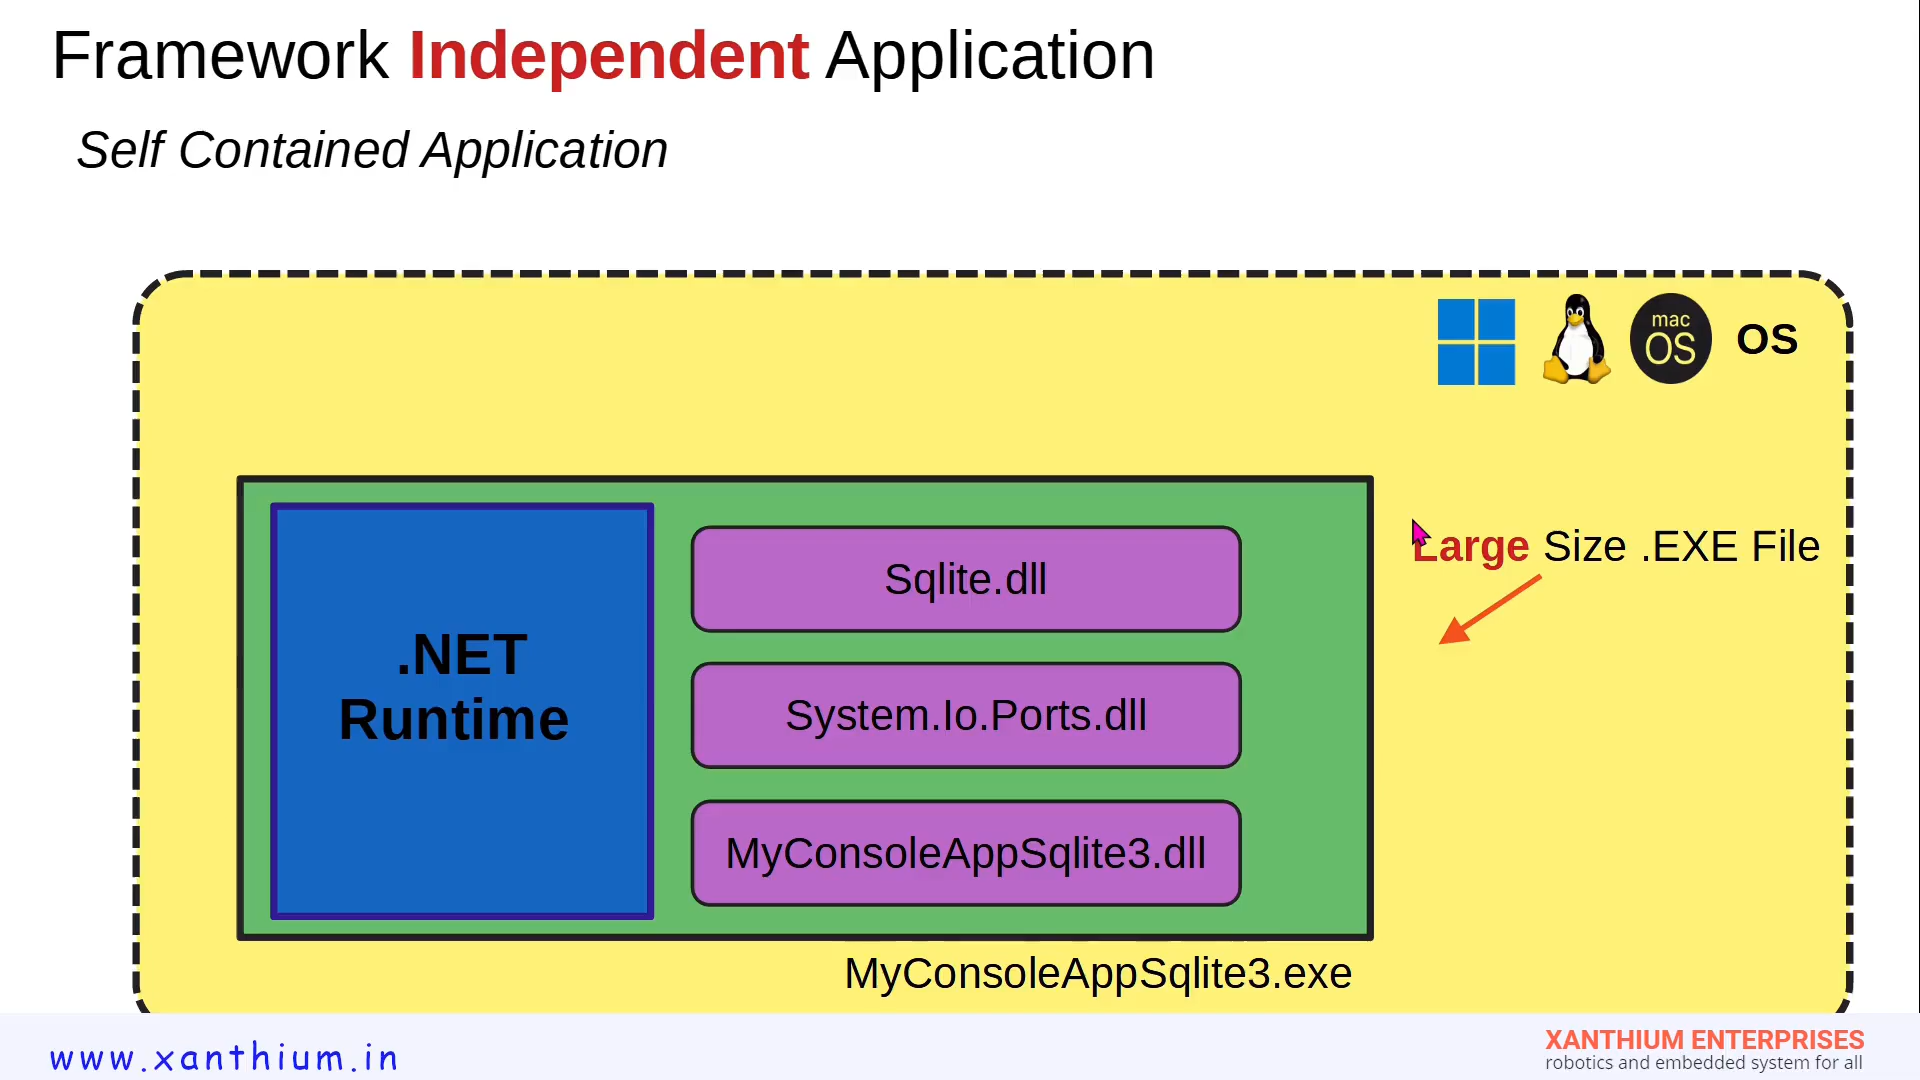 Framework Independent Application
Self Contained Application
mac
OS
OS
Large Size .EXE File
Sqlite.dll
.NET
Runtime
System.Io.Ports.dll
MyConsoleAppSqlite3.dll
MyConsoleAppSqlite3.exe
www.xanthium.in
XANTHIUM ENTERPRISES
robotics and embedded system for all